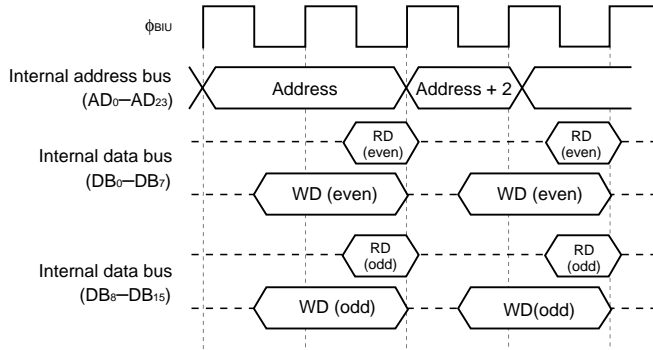 ϕBIU
Internal address bus
(AD0–AD23)
Address
Address + 2
Internal data bus
(DB0–DB7)
RD
(even)
RD
(even)
WD (even)
WD (even)
Internal data bus
(DB8–DB15)
RD
(odd)
RD
(odd)
WD (odd)
WD(odd)